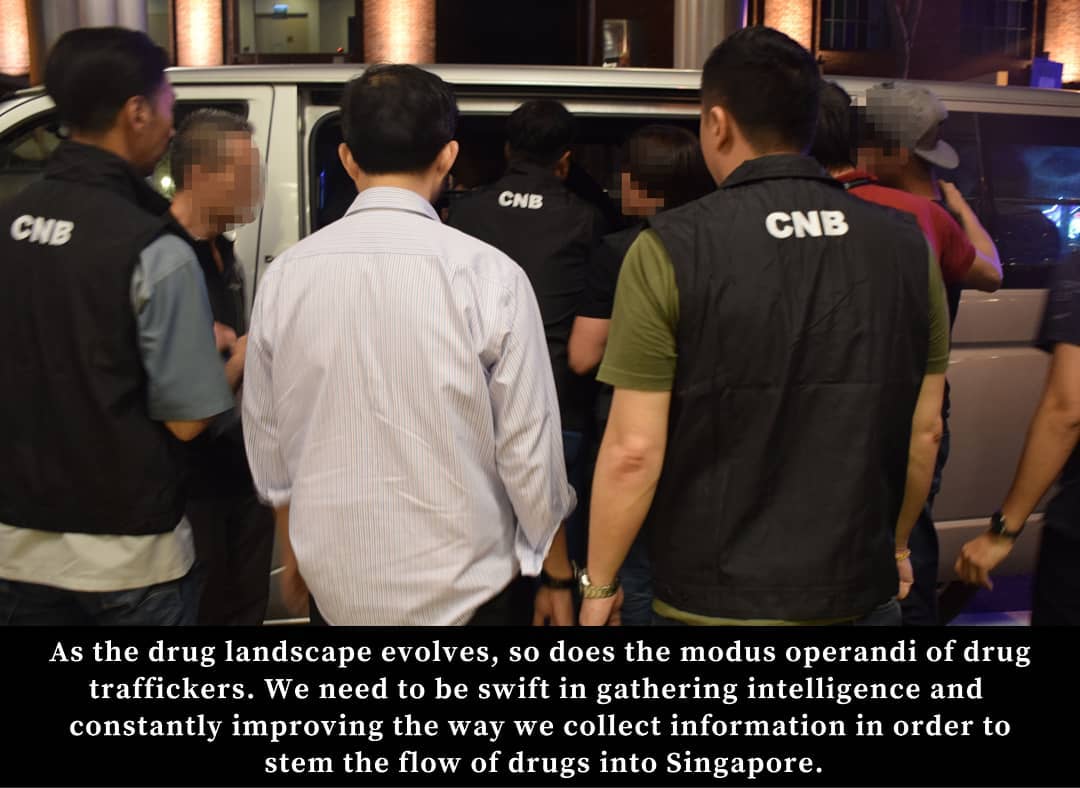 CNB
CNB
CNB
As the drug landscape evolves, so does the modus operandi of drug
traffickers. We need to be swift in gathering intelligence and
constantly improving the way we collect information in order to
stem the flow of drugs into Singapore.